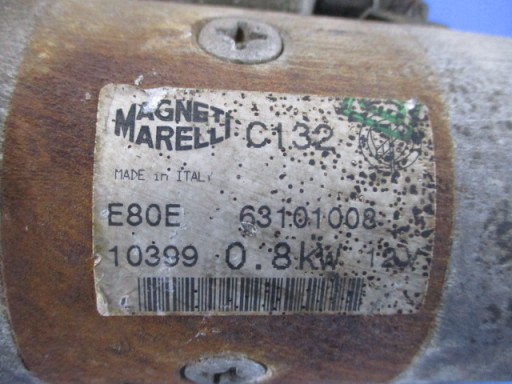 MAGNETI
MARELLI C132
MADE in ITALY
E80E 63101008
10399 0.8kW 12V